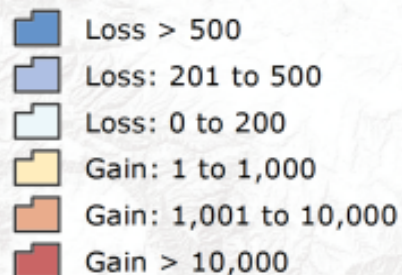 Loss > 500
Loss: 201 to 500
Loss: 0 to 200
Gain: 1 to 1,000
Gain: 1,001 to 10,000
Gain > 10,000